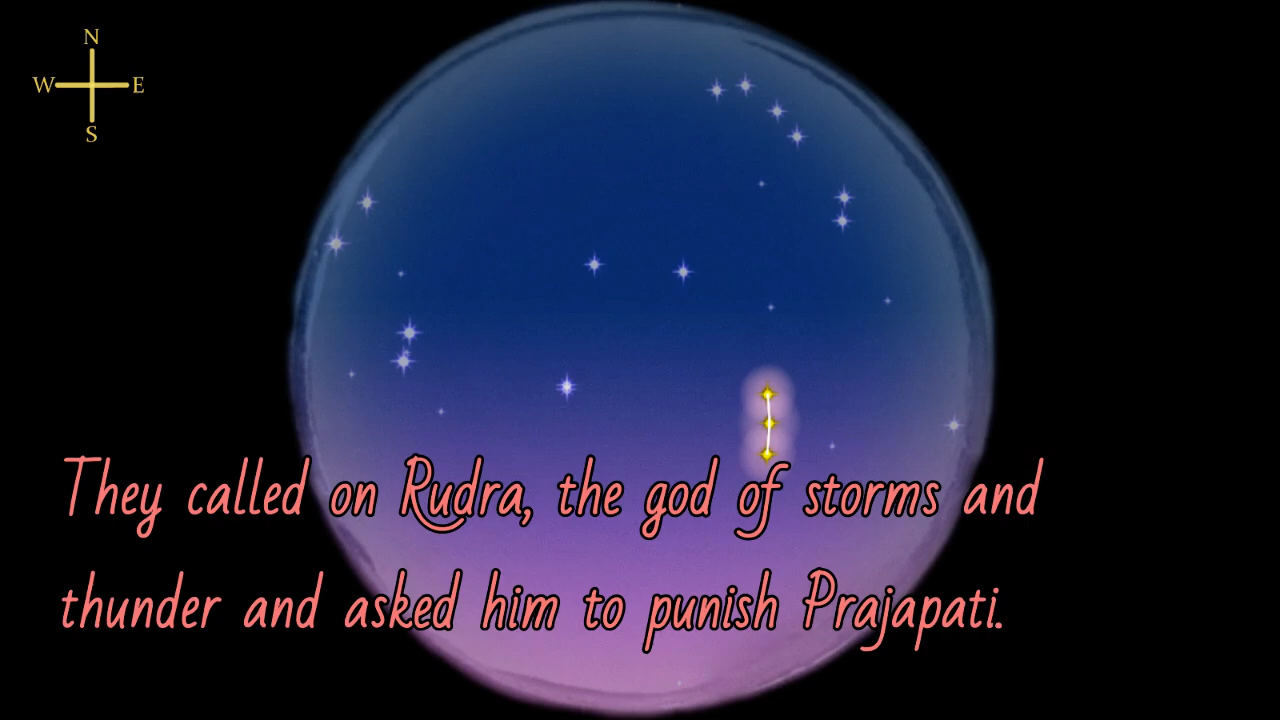 N
W E
S
They called on Rudra, the god of storms and
thunder and asked him to punish Prajapati.